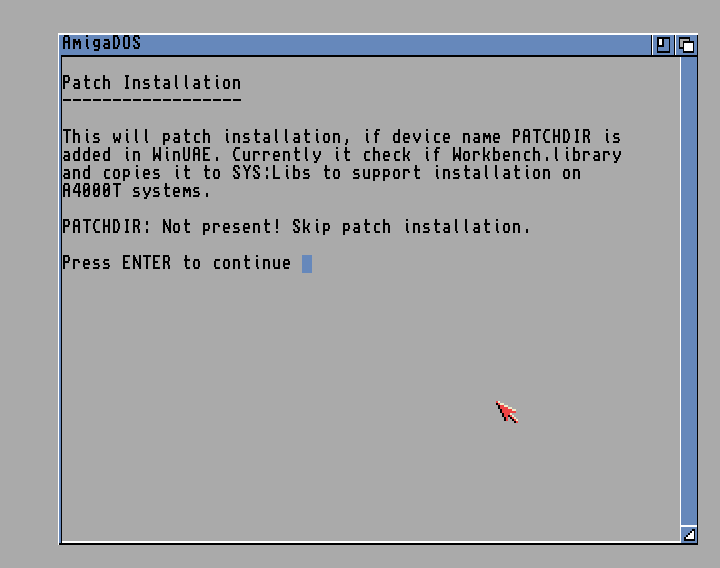 AmigaDOS
Patch Installation
------------------
This will patch installation, if device name PATCHDIR is
added in WinUAE. Currently it check if Workbench.library
and copies it to SYS:Libs to support installation on
A4000T systems.
PATCHDIR: Not present! Skip patch installation.
Press ENTER to continue